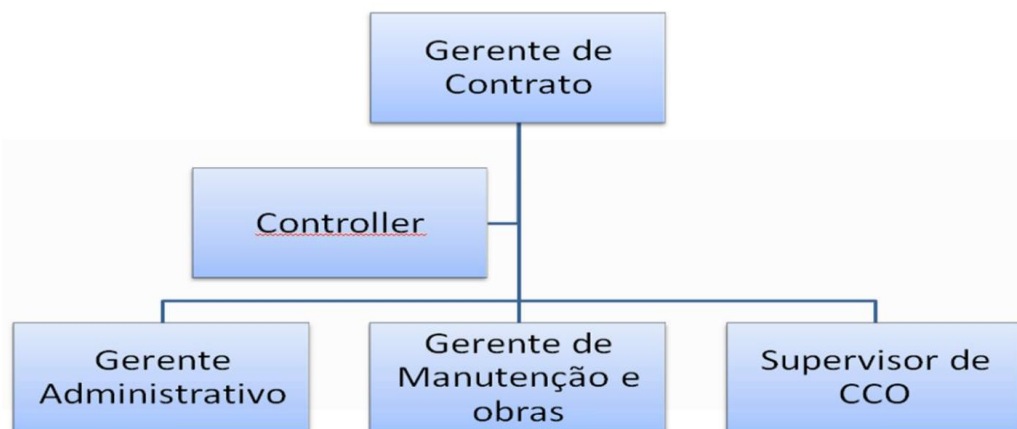 Gerente de
Contrato
Controller
Gerente
Administrativo
Gerente de
Manutenção e
obras
Supervisor de
CCO